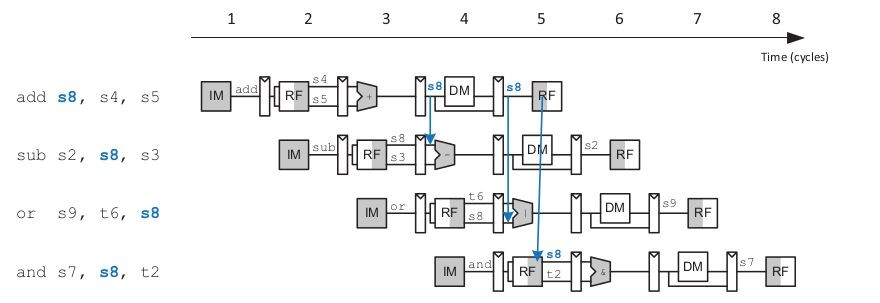 1 2 3 4 5 6 7 8
Time (cycles)
add s8, s4, s5 IM add RF s4 s5 + s8 DM s8 RF
sub s2, s8, s3 IM sub RF s8 s3 - DM s2 RF
or s9, t6, s8 IM or RF t6 s8 | DM s9 RF
and s7, s8, t2 IM and RF s8 t2 & DM s7 RF